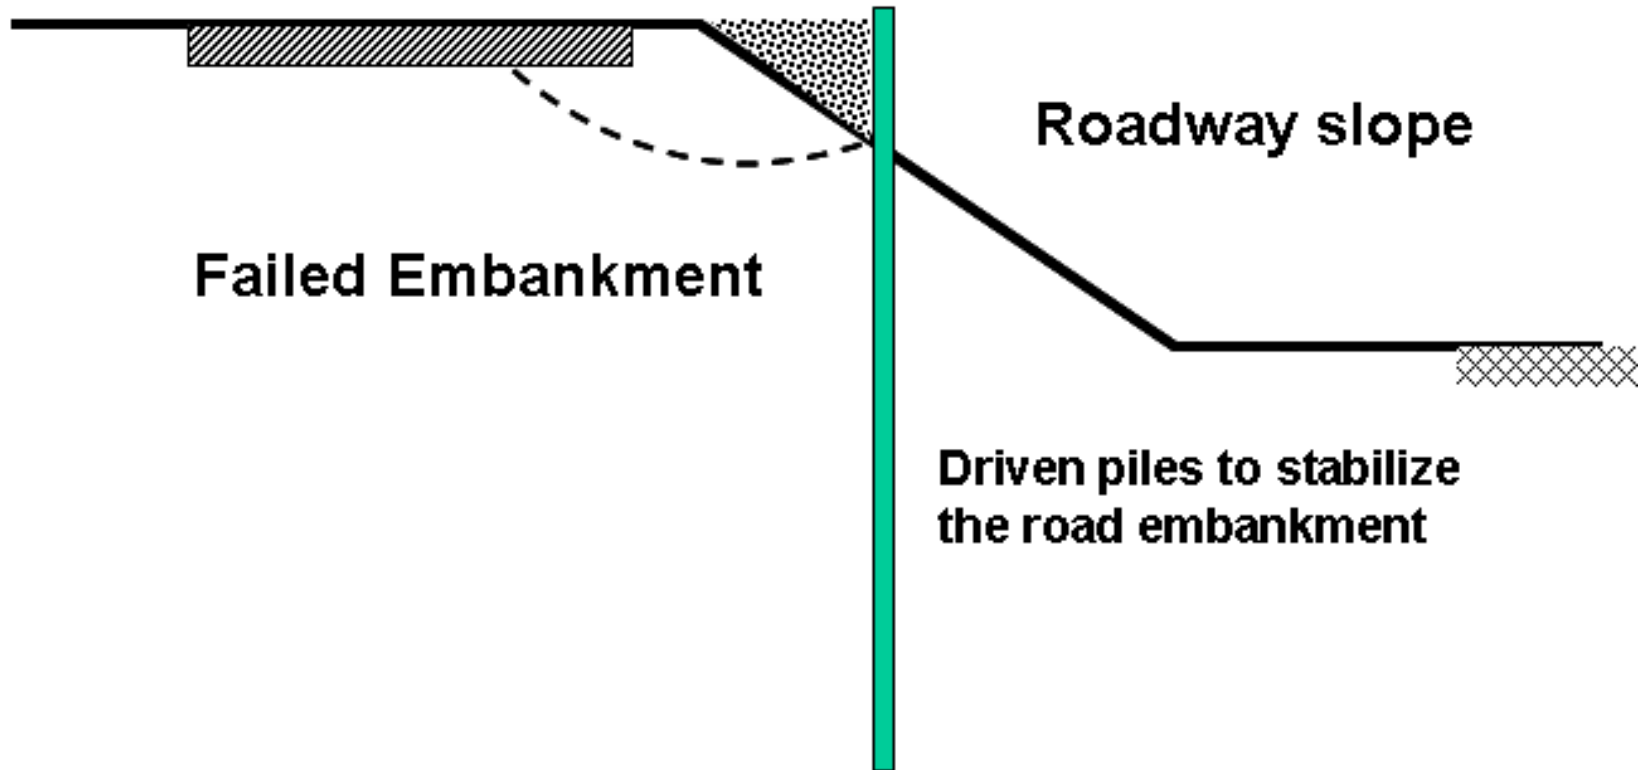 Roadway slope
Failed Embankment
Driven piles to stabilize
the road embankment